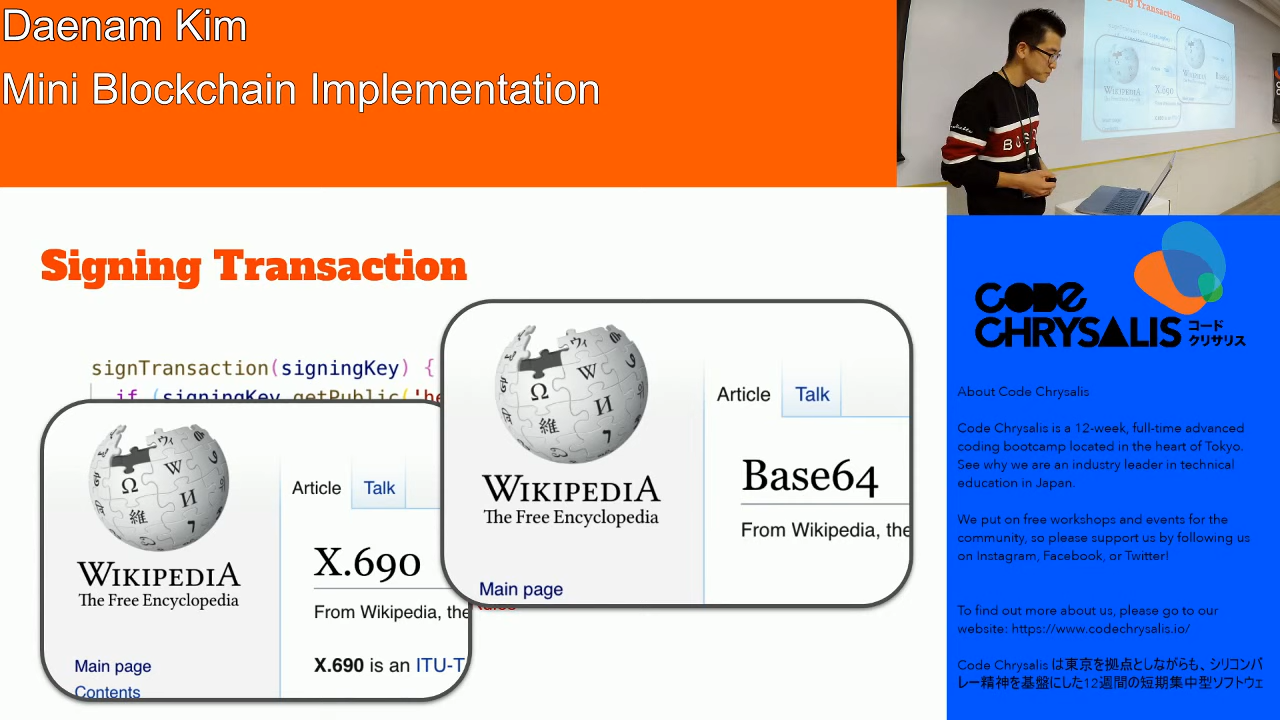 Daenam Kim
Mini Blockchain Implementation
Signing Transaction
signTransaction(signingKey) {
if (signingKey.getPublic('he
WIKIPEDIA
The Free Encyclopedia
Main page
Article
Talk
Base64
From Wikipedia, the
WIKIPEDIA
The Free Encyclopedia
Main page
Contents
Article
Talk
X.690
From Wikipedia, the
X.690 is an ITU-T
CODE
CHRYSALIS
コード
クリサリス
About Code Chrysalis
Code Chrysalis is a 12-week, full-time advanced
coding bootcamp located in the heart of Tokyo.
See why we are an industry leader in technical
education in Japan.
We put on free workshops and events for the
community, so please support us by following us
on Instagram, Facebook, or Twitter!
To find out more about us, please go to our
website: https://www.codechrysalis.io/
Code Chrysalis は東京を拠点としながらも、シリコンバ
レー精神を基盤にした12週間の短期集中型ソフトウェ